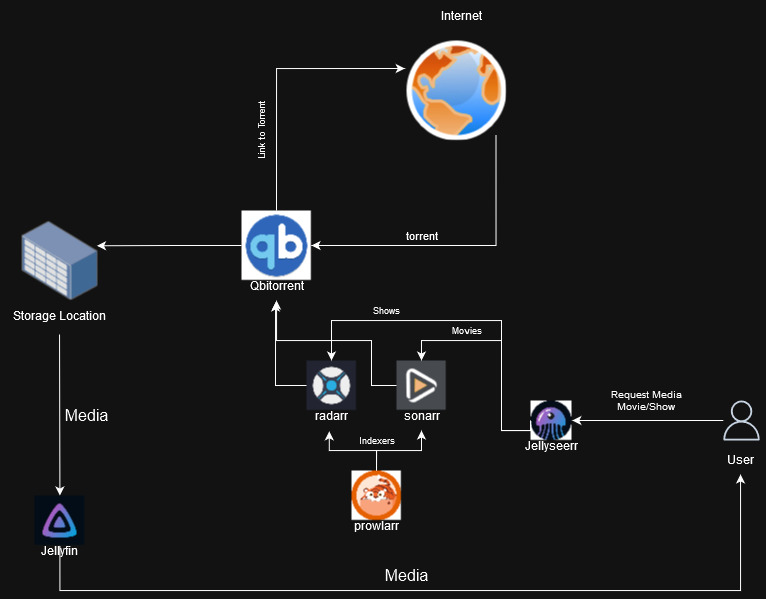 Internet
Link to Torrent
torrent
qb
Qbitorrent
Storage Location
Shows
Movies
Request Media
Movie/Show
radarr
sonarr
Media
Indexers
Jellyseerr
User
prowlarr
Jellyfin
Media